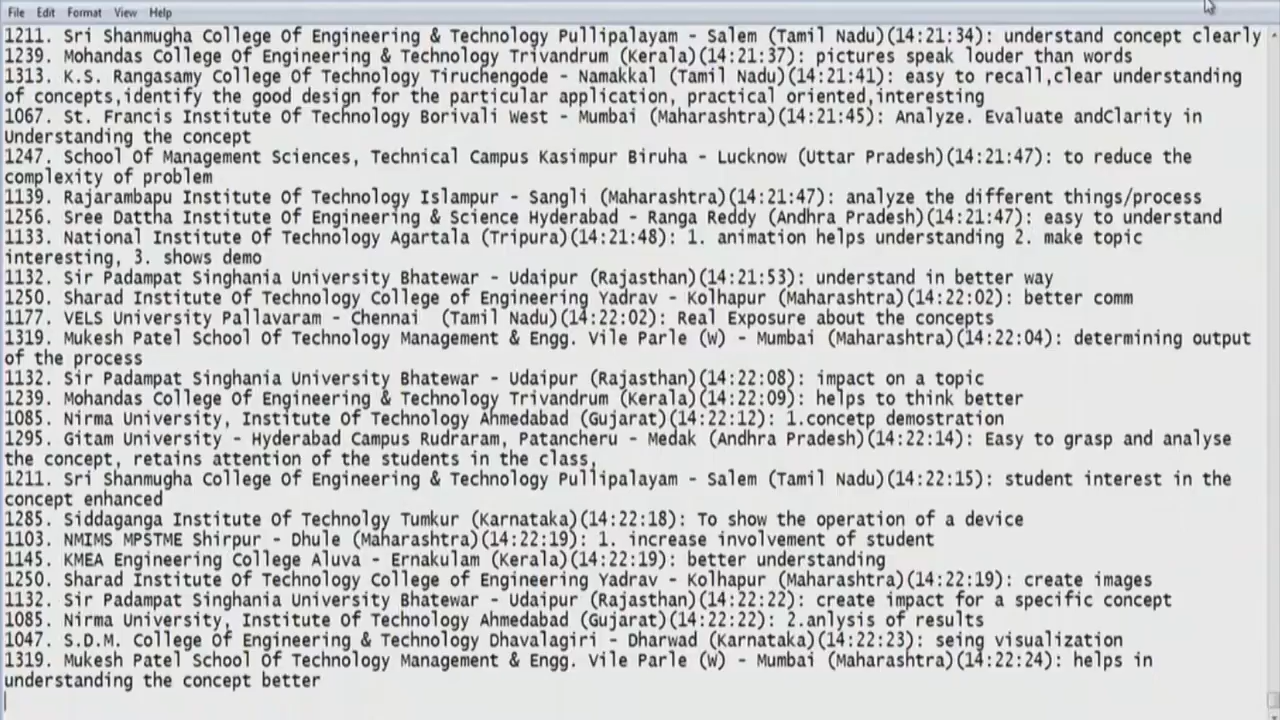 File Edit Format View Help
1211. Sri Shanmugha College Of Engineering & Technology Pullipalayam - Salem (Tamil Nadu)(14:21:34): understand concept clearly
1239. Mohandas College of Engineering & Technology Trivandrum (Kerala)(14:21:37): pictures speak louder than words
1313. K.S. Rangasamy College Of Technology Tiruchengode - Namakkal (Tamil Nadu)(14:21:41): easy to recall,clear understanding
of concepts,identify the good design for the particular application, practical oriented,interesting
1067. St. Francis Institute Of Technology Borivali West - Mumbai (Maharashtra)(14:21:45): Analyze. Evaluate andClarity in
Understanding the concept
1247. School Of Management Sciences, Technical Campus Kasimpur Biruha - Lucknow (Uttar Pradesh)(14:21:47): to reduce the
complexity of problem
1139. Rajarambapu Institute Of Technology Islampur - Sangli (Maharashtra)(14:21:47): analyze the different things/process
1256. Sree Dattha Institute Of Engineering & Science Hyderabad - Ranga Reddy (Andhra Pradesh)(14:21:47): easy to understand
1133. National Institute Of Technology Agartala (Tripura)(14:21:48): 1. animation helps understanding 2. make topic
interesting, 3. shows demo
1132. Sir Padampat Singhania University Bhatewar - Udaipur (Rajasthan)(14:21:53): understand in better way
1250. Sharad Institute Of Technology College of Engineering Yadrav - Kolhapur (Maharashtra)(14:22:02): better comm
1177. VELS University Pallavaram - Chennai  (Tamil Nadu)(14:22:02): Real Exposure about the concepts
1319. Mukesh Patel School Of Technology Management & Engg. Vile Parle (W) - Mumbai (Maharashtra)(14:22:04): determining output
of the process
1132. Sir Padampat Singhania University Bhatewar - Udaipur (Rajasthan)(14:22:08): impact on a topic
1239. Mohandas College of Engineering & Technology Trivandrum (Kerala)(14:22:09): helps to think better
1085. Nirma University, Institute Of Technology Ahmedabad (Gujarat)(14:22:12): 1.concetp demostration
1295. Gitam University - Hyderabad Campus Rudraram, Patancheru - Medak (Andhra Pradesh)(14:22:14): Easy to grasp and analyse
the concept, retains attention of the students in the class,
1211. Sri Shanmugha College Of Engineering & Technology Pullipalayam - Salem (Tamil Nadu)(14:22:15): student interest in the
concept enhanced
1285. Siddaganga Institute Of Technolgy Tumkur (Karnataka)(14:22:18): To show the operation of a device
1103. NMIMS MPSTME Shirpur - Dhule (Maharashtra)(14:22:19): 1. increase involvement of student
1145. KMEA Engineering College Aluva - Ernakulam (Kerala)(14:22:19): better understanding
1250. Sharad Institute Of Technology College of Engineering Yadrav - Kolhapur (Maharashtra)(14:22:19): create images
1132. Sir Padampat Singhania University Bhatewar - Udaipur (Rajasthan)(14:22:22): create impact for a specific concept
1085. Nirma University, Institute Of Technology Ahmedabad (Gujarat)(14:22:22): 2.anlysis of results
1047. S.D.M. College Of Engineering & Technology Dhavalagiri - Dharwad (Karnataka)(14:22:23): seing visualization
1319. Mukesh Patel School Of Technology Management & Engg. Vile Parle (W) - Mumbai (Maharashtra)(14:22:24): helps in
understanding the concept better